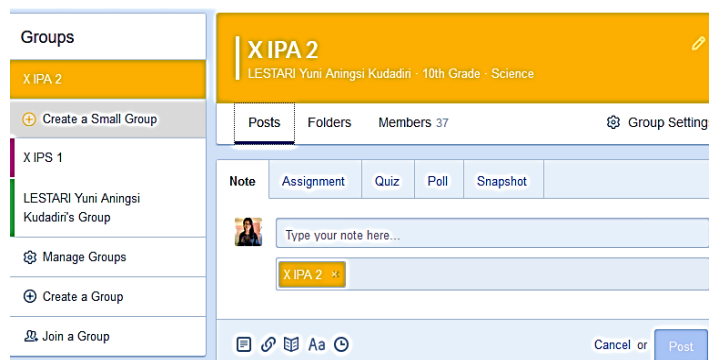 Groups
X IPA 2
Create a Small Group
X IPS 1
LESTARI Yuni Aningsi
Kudadiri's Group
Manage Groups
Create a Group
Join a Group
X IPA 2
LESTARI Yuni Aningsi Kudadiri · 10th Grade · Science
Posts Folders Members 37 Group Setting
Note Assignment Quiz Poll Snapshot
Type your note here...
X IPA 2 ×
Aa
Cancel or Post